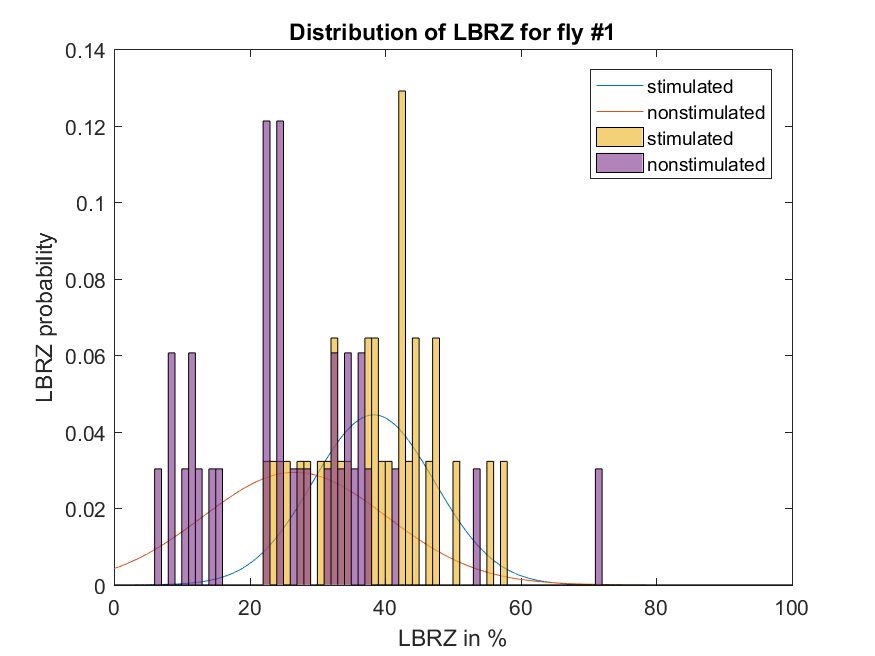 Distribution of LBRZ for fly #1
0.14
0.12
0.1
0.08
0.06
0.04
0.02
0
LBRZ probability
stimulated
nonstimulated
stimulated
nonstimulated
0 20 40 60 80 100
LBRZ in %